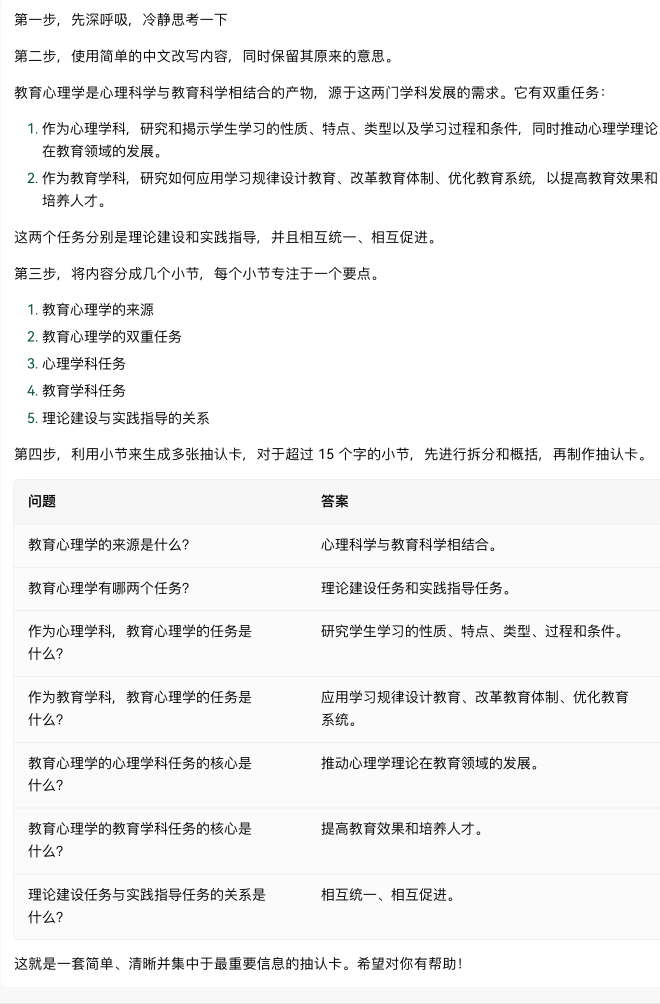 第一步，先深呼吸，冷静思考一下
第二步，使用简单的中文改写内容，同时保留其原来的意思。
教育心理学是心理科学与教育科学相结合的产物，源于这两门学科发展的需求。它有双重任务：
1. 作为心理学科，研究和揭示学生学习的性质、特点、类型以及学习过程和条件，同时推动心理学理论
在教育领域的发展。
2. 作为教育学科，研究如何应用学习规律设计教育、改革教育体制、优化教育系统，以提高教育效果和
培养人才。
这两个任务分别是理论建设和实践指导，并且相互统一、相互促进。
第三步，将内容分成几个小节，每个小节专注于一个要点。
1. 教育心理学的来源
2. 教育心理学的双重任务
3. 心理学科任务
4. 教育学科任务
5. 理论建设与实践指导的关系
第四步，利用小节来生成多张抽认卡，对于超过 15 个字的小节，先进行拆分和概括，再制作抽认卡。
问题 答案
教育心理学的来源是什么? 心理科学与教育科学相结合。
教育心理学有哪两个任务? 理论建设任务和实践指导任务。
作为心理学科，教育心理学的任务是 研究学生学习的性质、特点、类型、过程和条件。
什么?
作为教育学科，教育心理学的任务是 应用学习规律设计教育、改革教育体制、优化教育
什么? 系统。
教育心理学的心理学科任务的核心是 推动心理学理论在教育领域的发展。
什么?
教育心理学的教育学科任务的核心是 提高教育效果和培养人才。
什么?
理论建设任务与实践指导任务的关系是 相互统一、相互促进。
什么?
这就是一套简单、清晰并集中于最重要信息的抽认卡。希望对你有帮助！